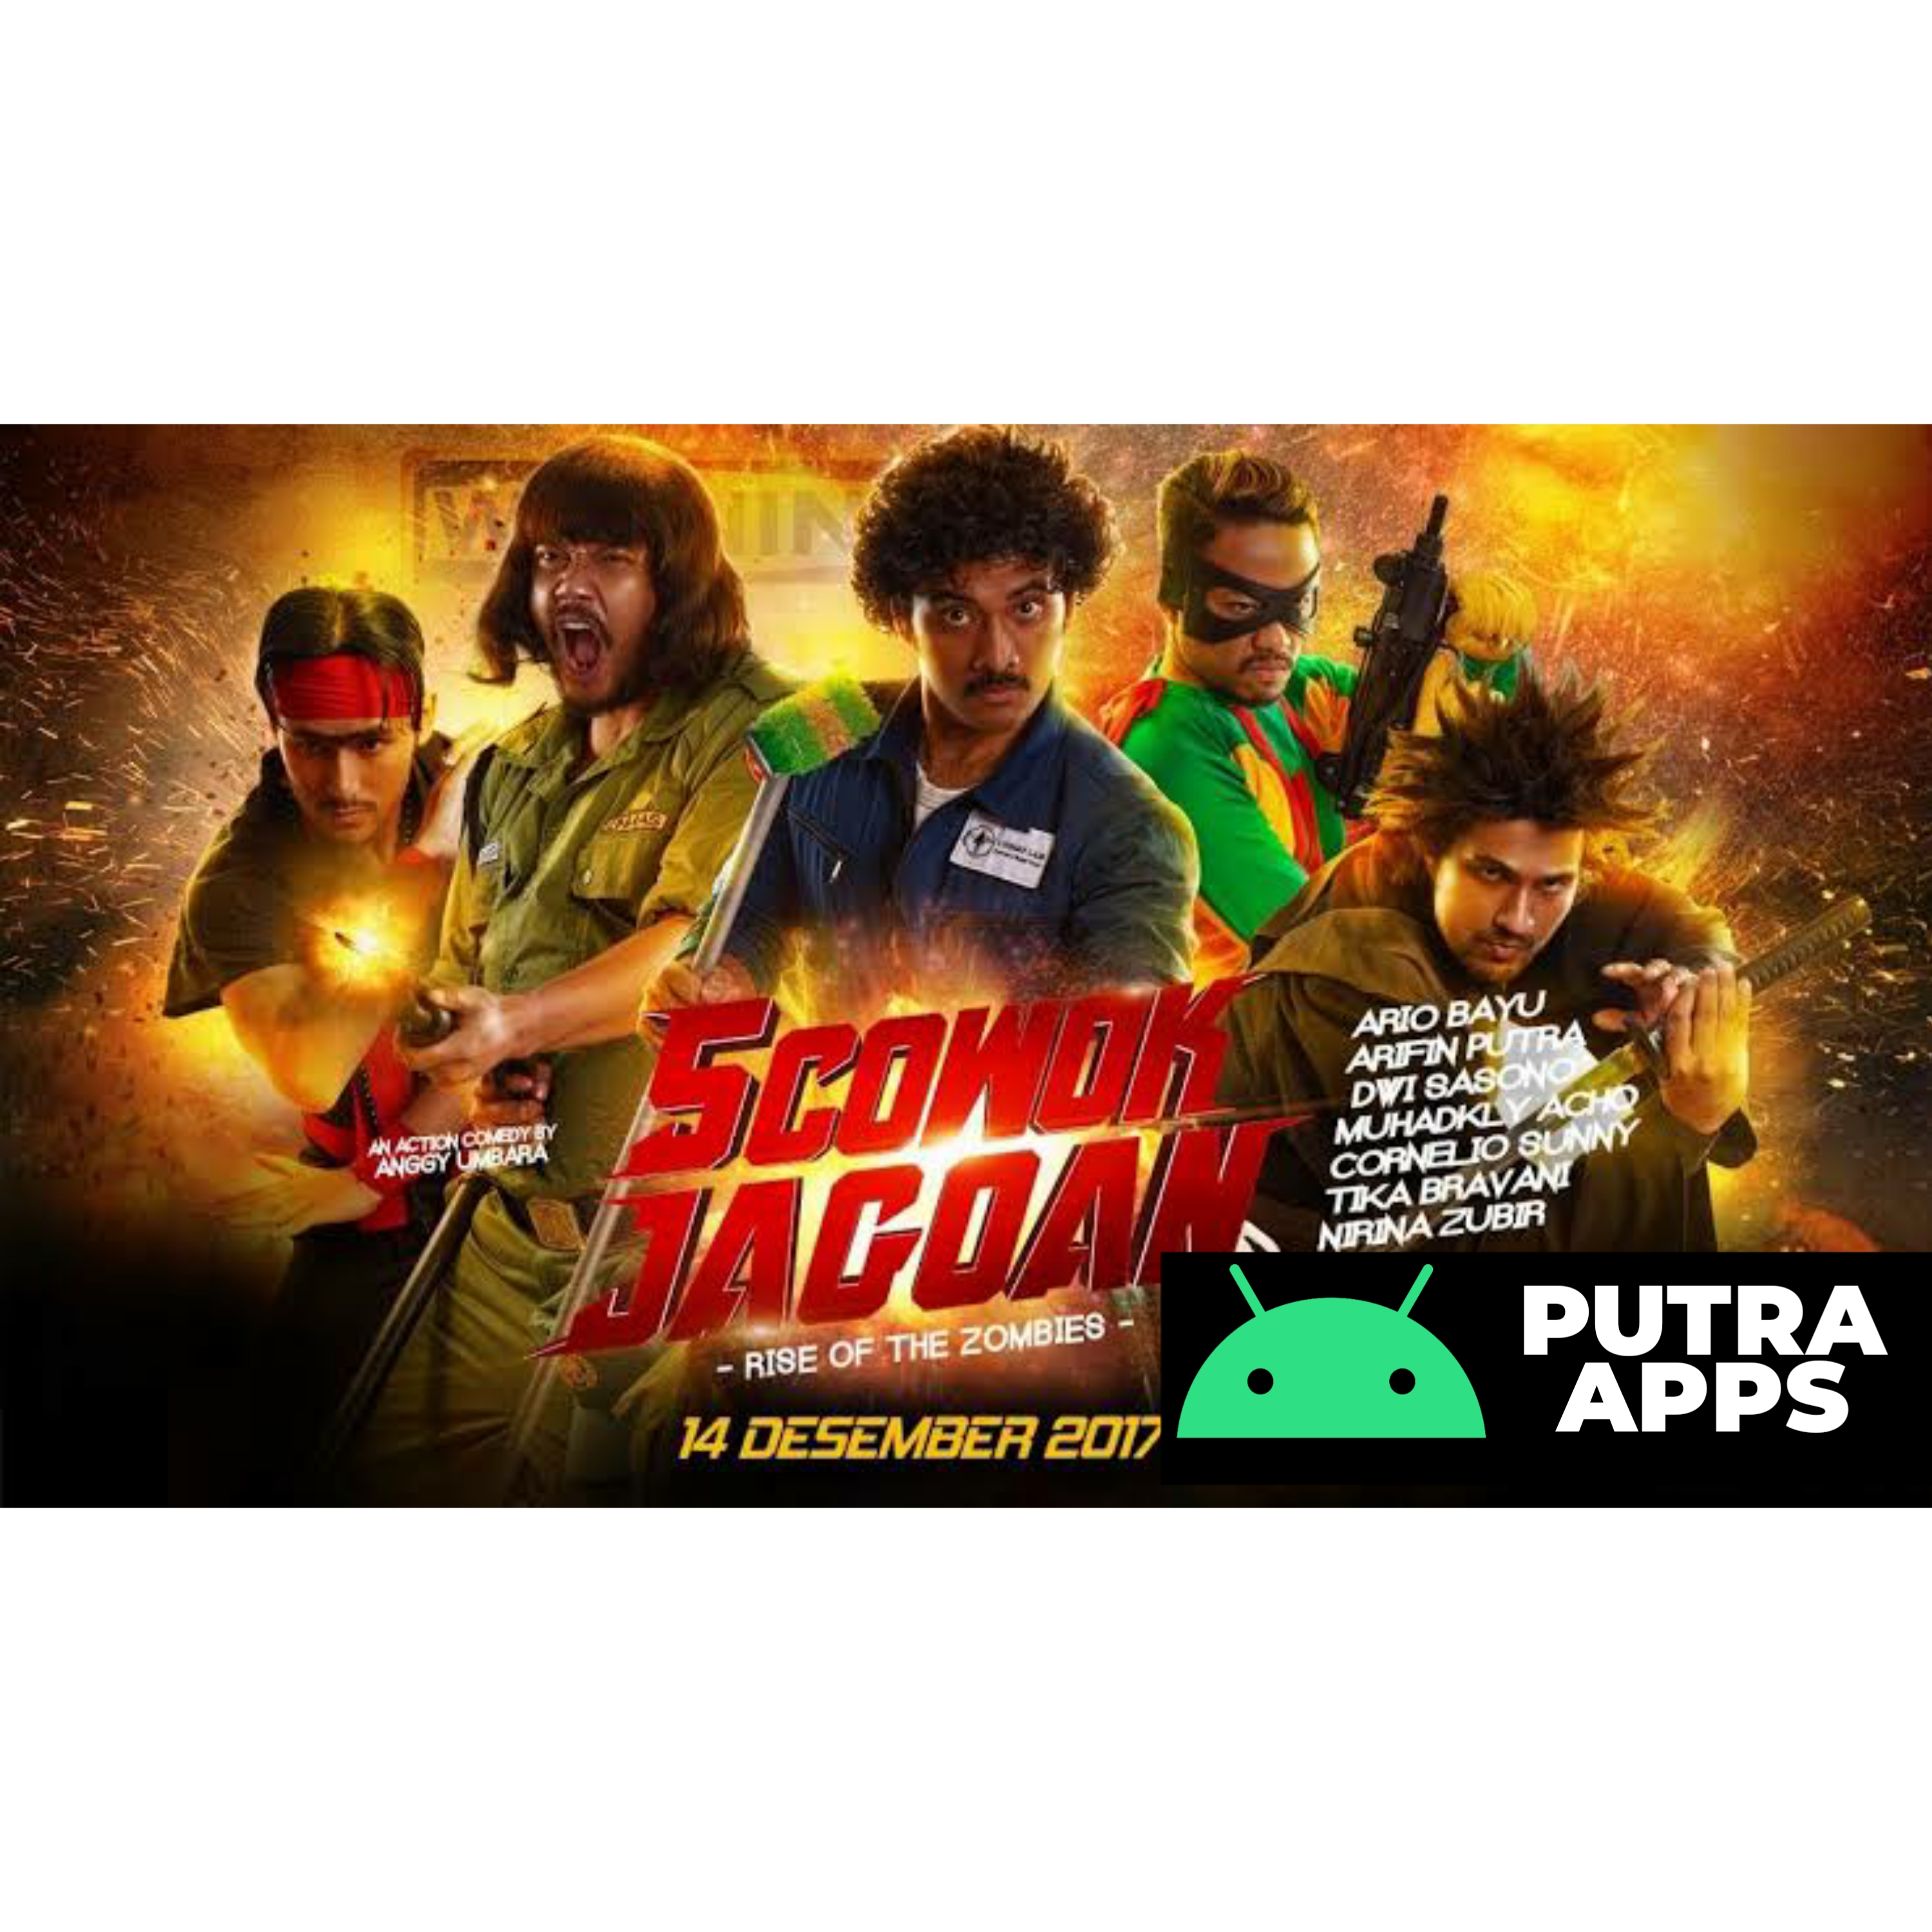 AN ACTION COMEDY BY
ANGGY UMBARA
5COWOK
JAGOAN
- RISE OF THE ZOMBIES -
14 DESEMBER 2017
ARIO BAYU
ARIFIN PUTRA
DWI SASONO
MUHADKLY ACHO
CORNELIO SUNNY
TIKA BRAVANI
NIRINA ZUBIR
PUTRA
APPS